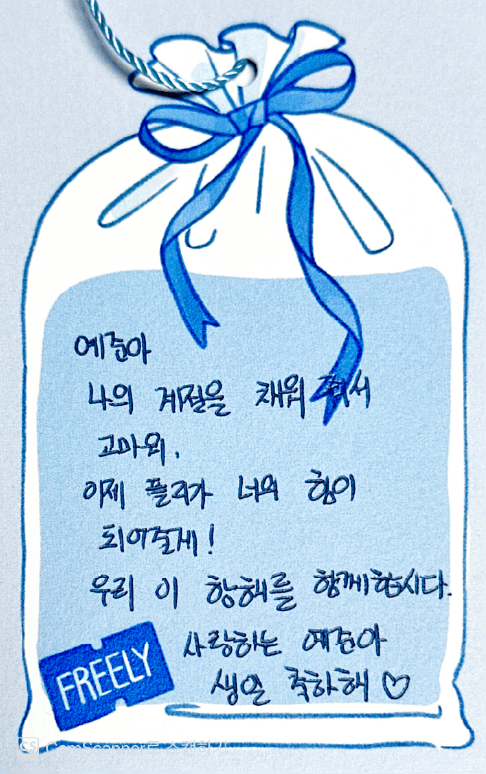 예준아
나의 계절을 채워 줘서
고마워.
이제 플리가 너의 힘이
되어줄게!
우리 이 항해를 함께합시다.
사랑하는 예준아
생일 축하해 ♡
FREELY
CS CamScanner로 스캔하기